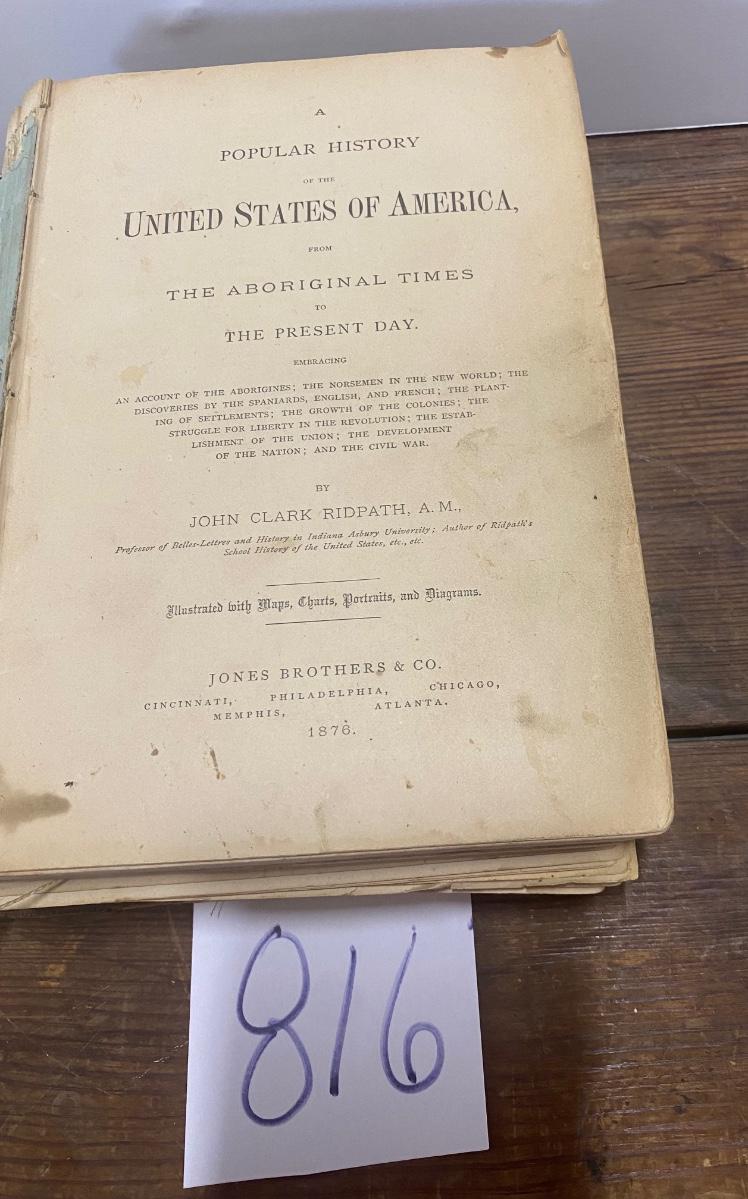 A
POPULAR HISTORY
OF THE
UNITED STATES OF AMERICA,
FROM
THE ABORIGINAL TIMES
TO
THE PRESENT DAY.
EMBRACING
AN ACCOUNT OF THE ABORIGINES; THE NORSEMEN IN THE NEW WORLD; THE
DISCOVERIES BY THE SPANIARDS, ENGLISH, AND FRENCH; THE PLANT-
ING OF SETTLEMENTS; THE GROWTH OF THE COLONIES; THE
STRUGGLE FOR LIBERTY IN THE REVOLUTION; THE ESTAB-
LISHMENT OF THE UNION; THE DEVELOPMENT
OF THE NATION; AND THE CIVIL WAR.
BY
JOHN CLARK RIDPATH, A. M.,
Professor of Belles-Lettres and History in Indiana Asbury University; Author of Ridpath's
School History of the United States, etc., etc.
Illustrated with Maps, Charts, Portraits, and Diagrams.
JONES BROTHERS & CO.
CINCINNATI, PHILADELPHIA, CHICAGO,
MEMPHIS, ATLANTA.
1876.
816